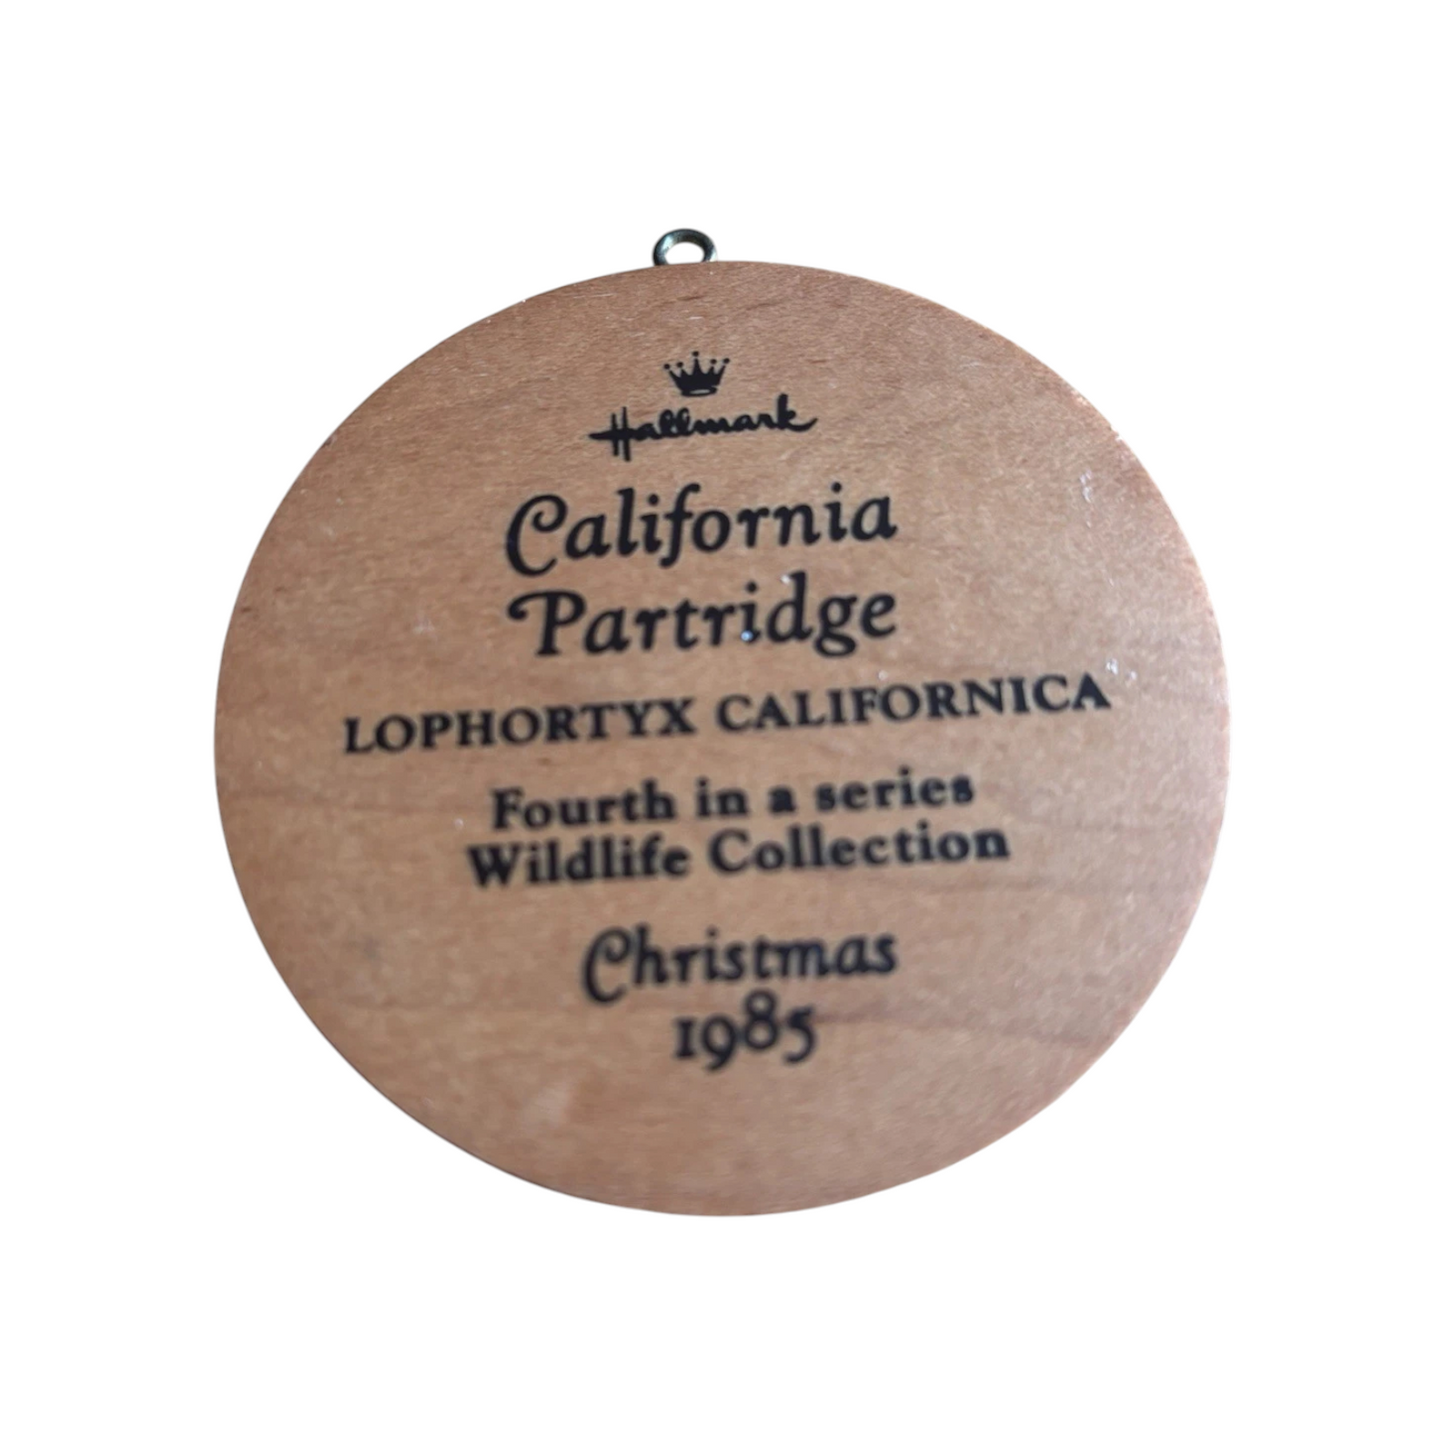 Hallmark
California
Partridge
LOPHORTYX CALIFORNICA
Fourth in a series
Wildlife Collection
Christmas
1985